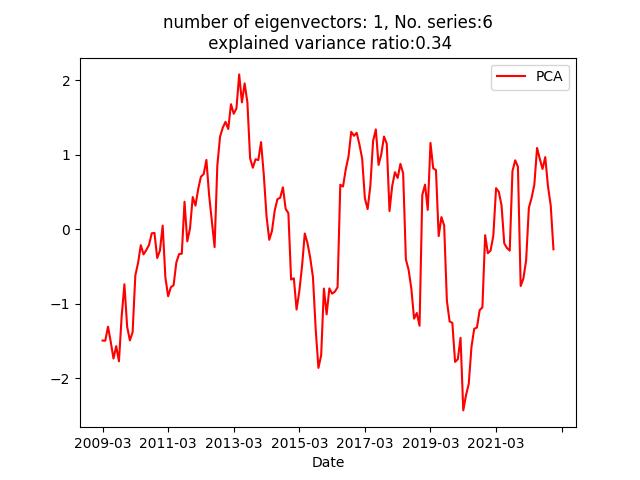 number of eigenvectors: 1, No. series:6
explained variance ratio:0.34
PCA
2
1
0
−1
−2
2009-03 2011-03 2013-03 2015-03 2017-03 2019-03 2021-03
Date